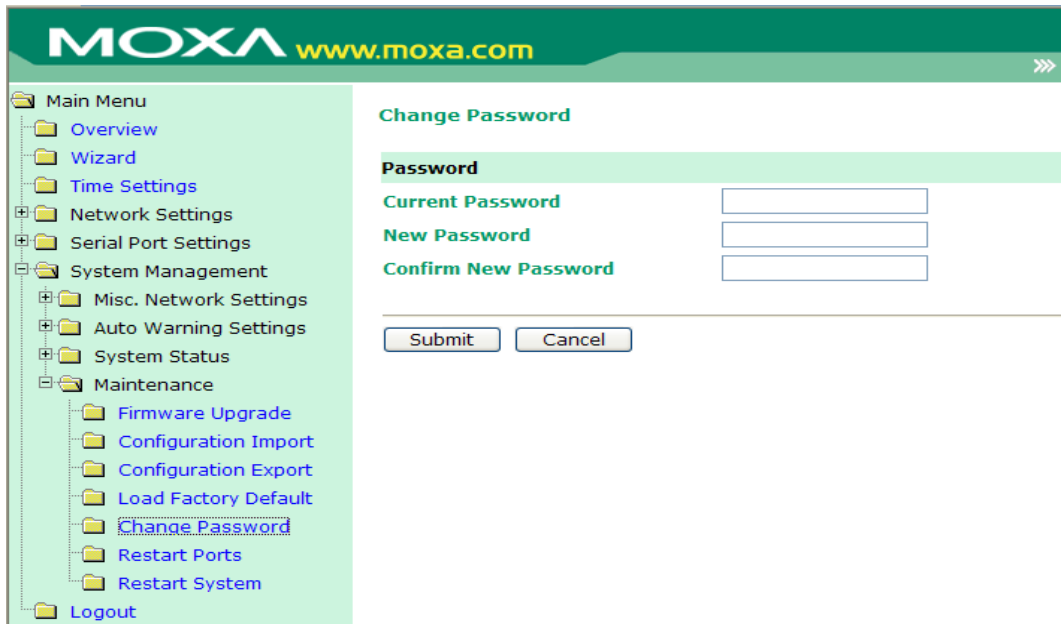 MOXA www.moxa.com
Main Menu
Overview
Wizard
Time Settings
Network Settings
Serial Port Settings
System Management
Misc. Network Settings
Auto Warning Settings
System Status
Maintenance
Firmware Upgrade
Configuration Import
Configuration Export
Load Factory Default
Change Password
Restart Ports
Restart System
Logout
Change Password
Password
Current Password
New Password
Confirm New Password
Submit Cancel